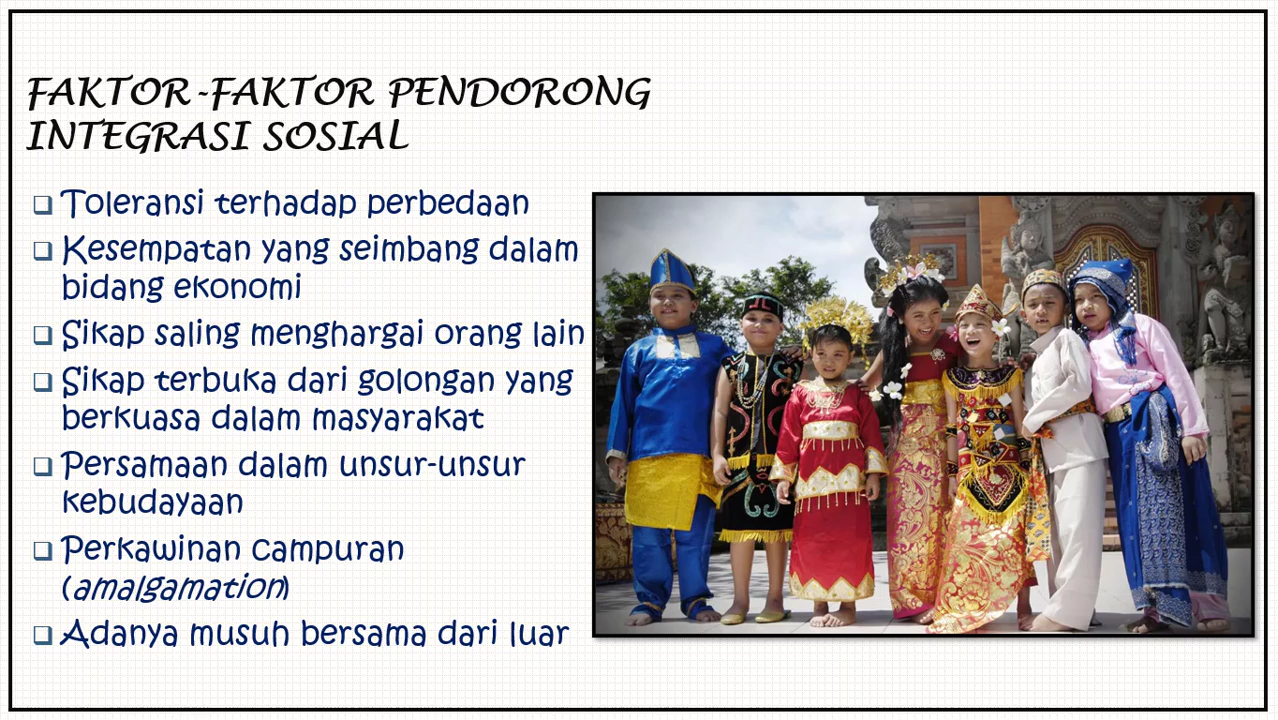 FAKTOR-FAKTOR PENDORONG
INTEGRASI SOSIAL
Toleransi terhadap perbedaan
Kesempatan yang seimbang dalam
bidang ekonomi
Sikap saling menghargai orang lain
Sikap terbuka dari golongan yang
berkuasa dalam masyarakat
Persamaan dalam unsur-unsur
kebudayaan
Perkawinan campuran
(amalgamation)
Adanya musuh bersama dari luar